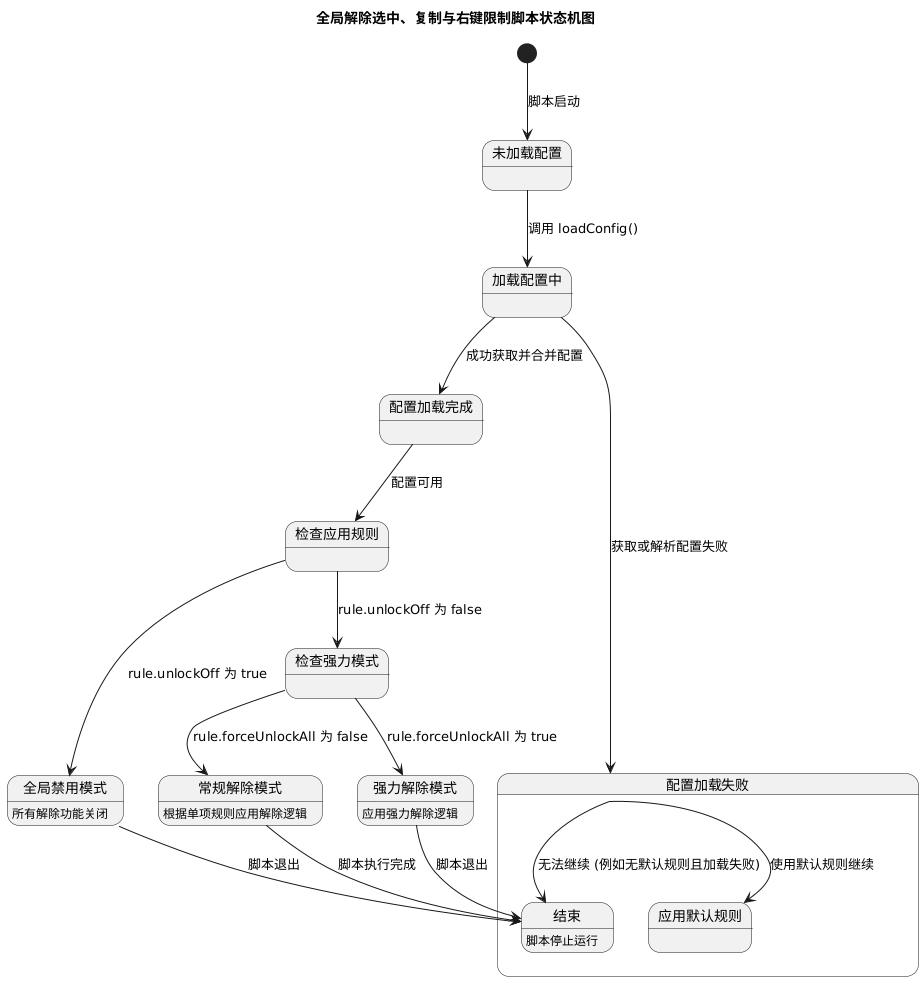 全局解除选中、复制与右键限制脚本状态机图
脚本启动
未加载配置
调用 loadConfig()
加载配置中
成功获取并合并配置
配置加载完成
配置可用
检查应用规则
获取或解析配置失败
rule.unlockOff 为 false
检查强力模式
rule.unlockOff 为 true
rule.forceUnlockAll 为 false
rule.forceUnlockAll 为 true
全局禁用模式
所有解除功能关闭
常规解除模式
根据单项规则应用解除逻辑
强力解除模式
应用强力解除逻辑
配置加载失败
脚本退出
脚本执行完成
脚本退出
无法继续 (例如无默认规则且加载失败)
使用默认规则继续
结束
脚本停止运行
应用默认规则